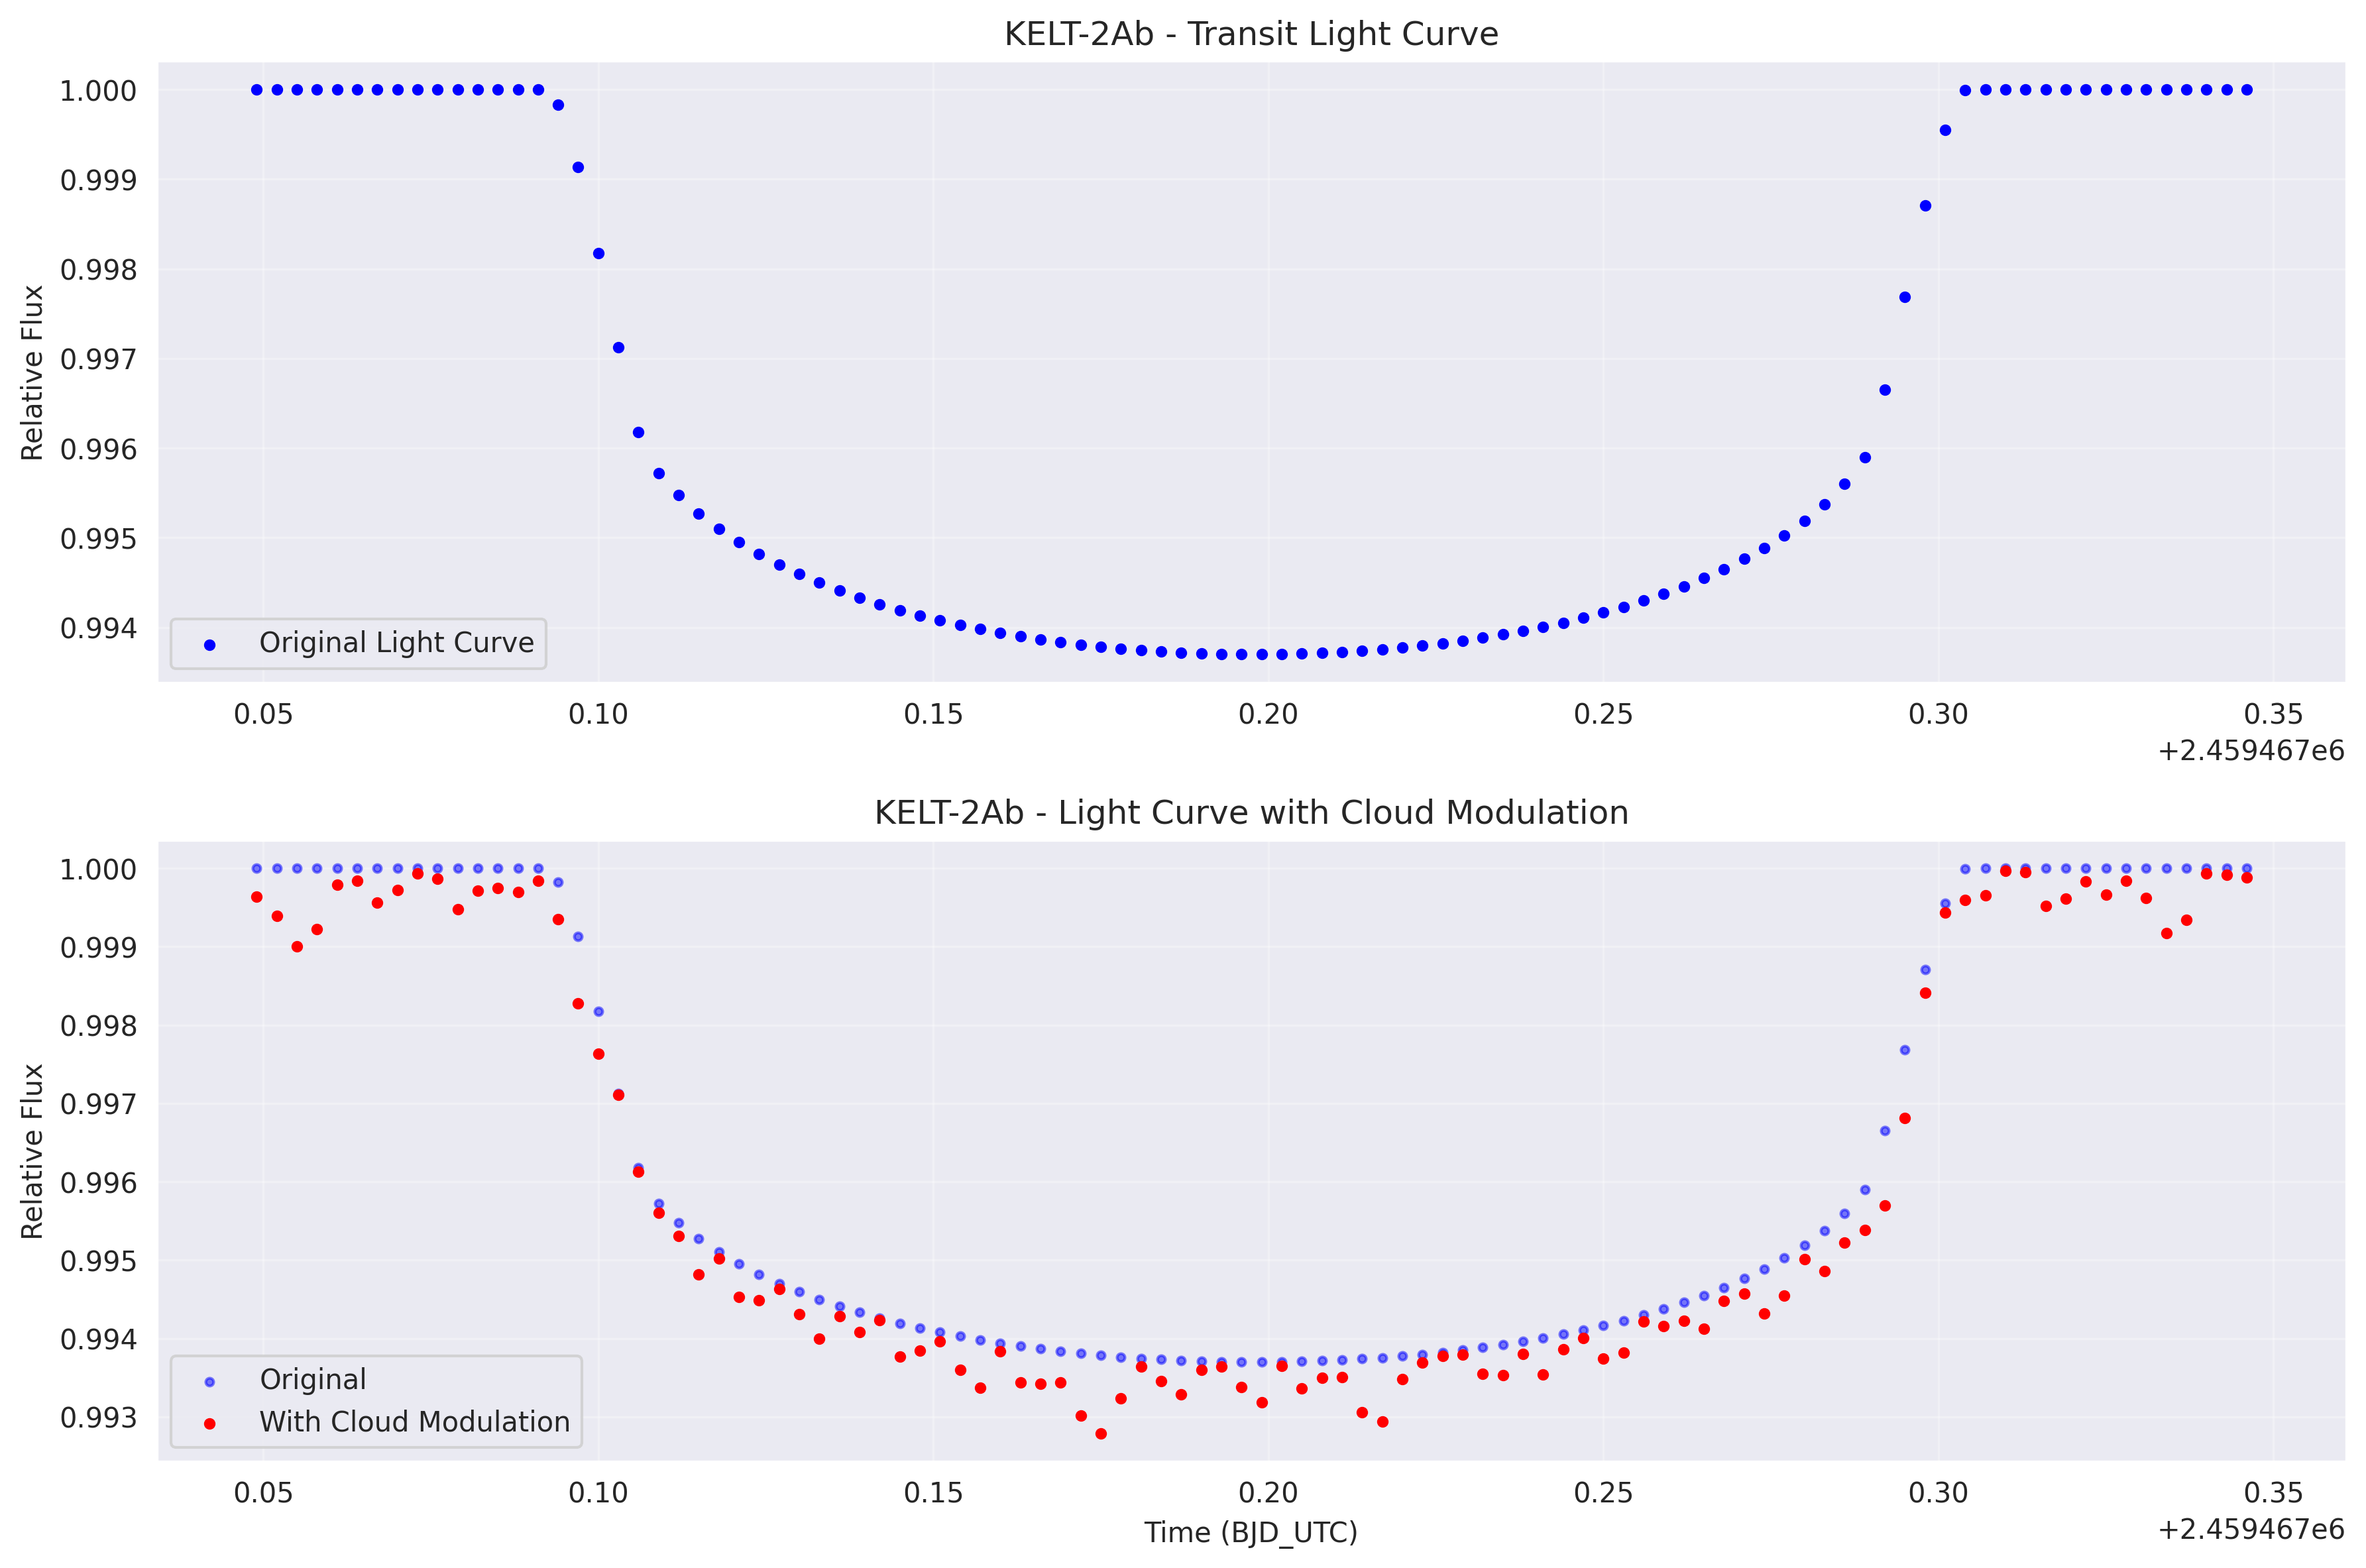 KELT-2Ab - Transit Light Curve
Relative Flux
1.000
0.999
0.998
0.997
0.996
0.995
0.994
Original Light Curve
0.05 0.10 0.15 0.20 0.25 0.30 0.35
+2.459467e6
KELT-2Ab - Light Curve with Cloud Modulation
Relative Flux
1.000
0.999
0.998
0.997
0.996
0.995
0.994
0.993
Original
With Cloud Modulation
0.05 0.10 0.15 0.20 0.25 0.30 0.35
Time (BJD_UTC)
+2.459467e6